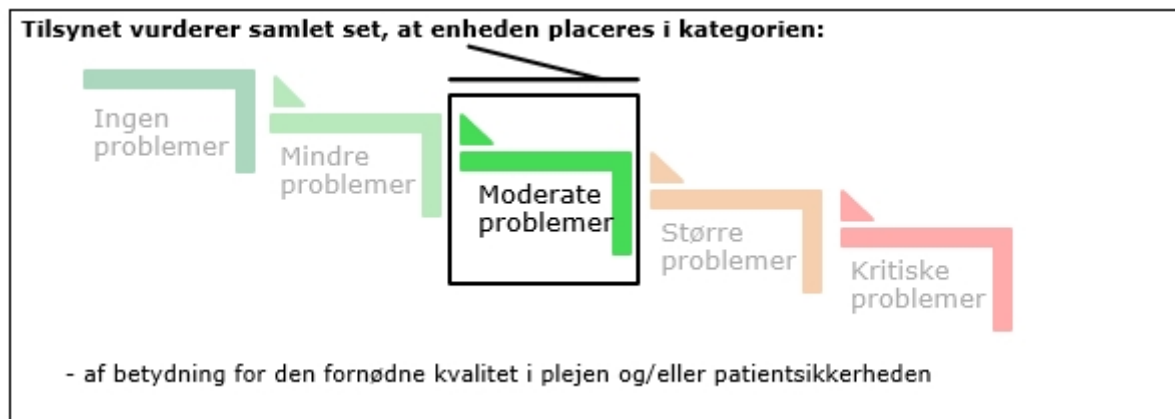 Tilsynet vurderer samlet set, at enheden placeres i kategorien:
Ingen
problemer
Mindre
problemer
Moderate
problemer
Større
problemer
Kritiske
problemer
- af betydning for den fornødne kvalitet i plejen og/eller patientsikkerheden